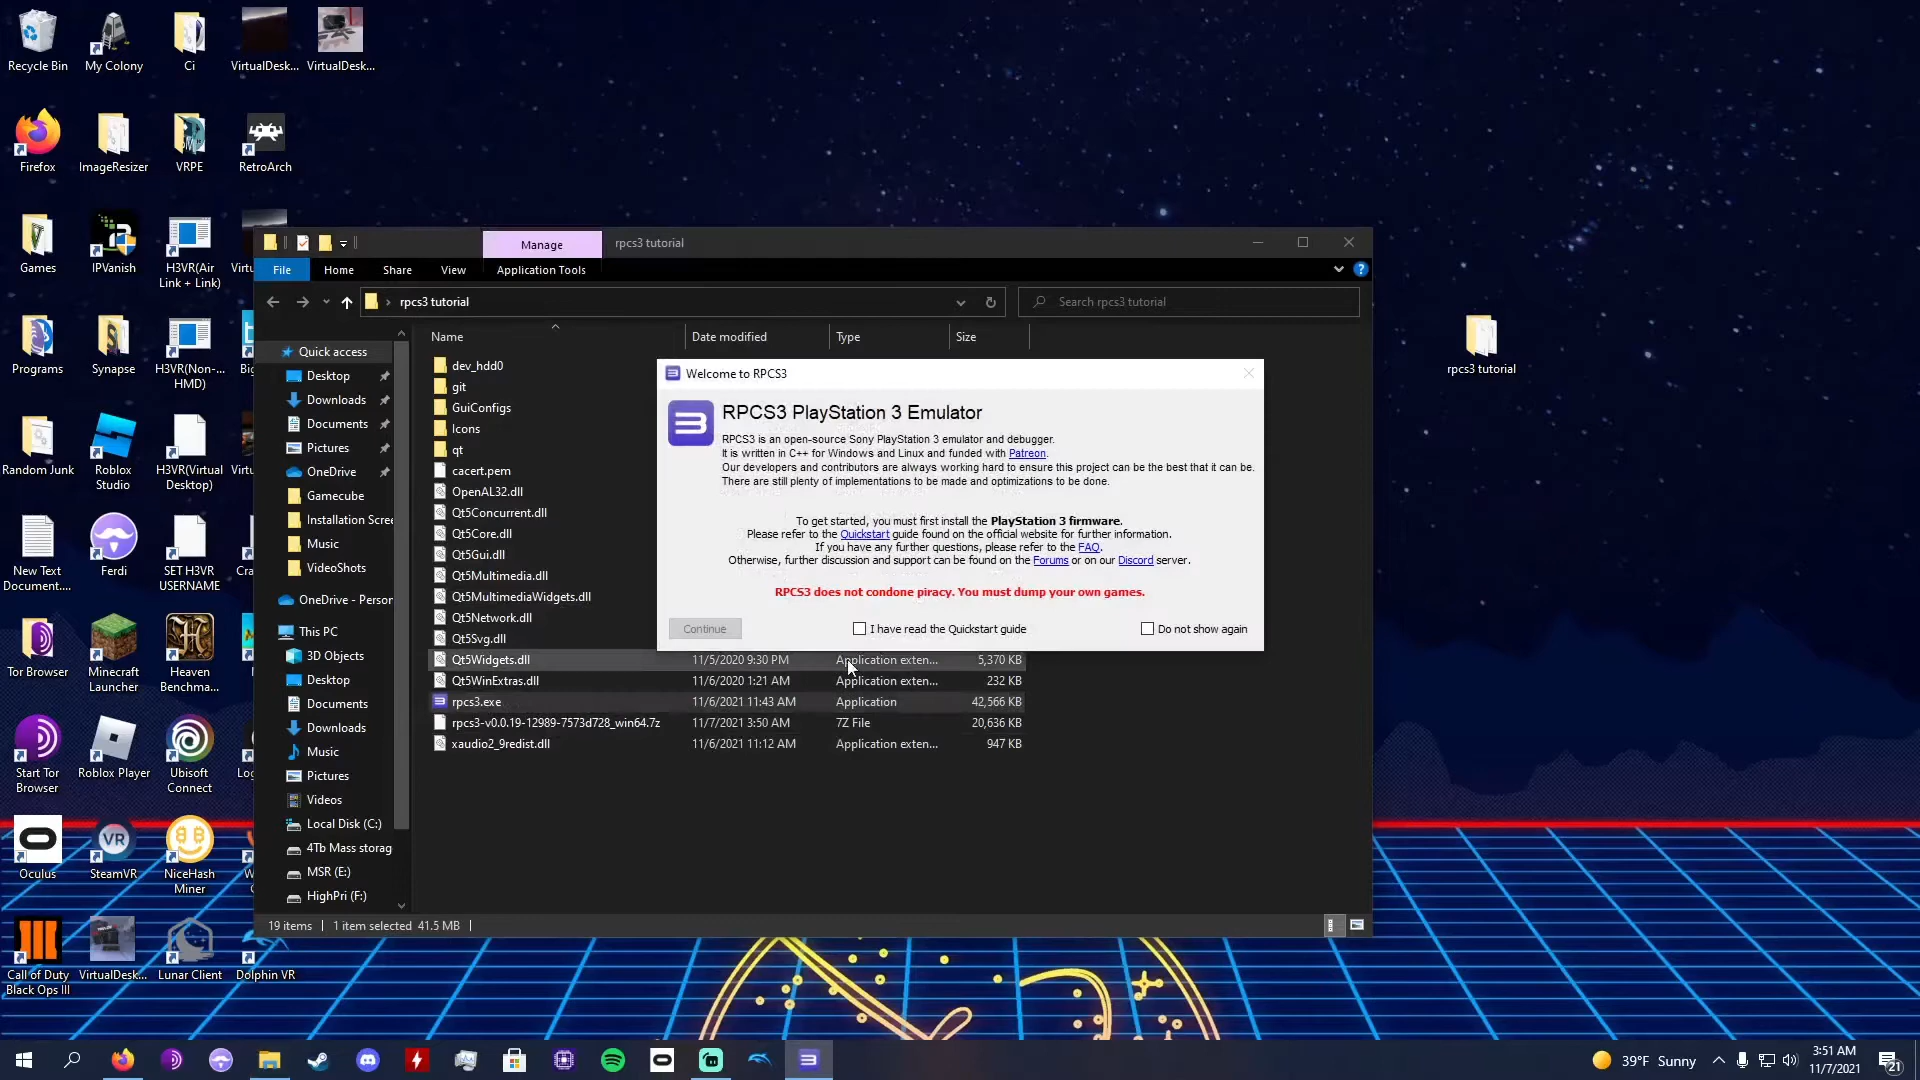 Recycle Bin
My Colony
Ci
VirtualDesk...
VirtualDesk...
Firefox
ImageResizer
VRPE
RetroArch
Games
IPVanish
H3VR(Air
Link + Link)
Programs
Synapse
H3VR(Non-...
HMD)
Random Junk
Roblox
Studio
H3VR(Virtual
Desktop)
New Text
Document....
Ferdi
SET H3VR
USERNAME
Tor Browser
Minecraft
Launcher
Heaven
Benchma...
Start Tor
Browser
Roblox Player
Ubisoft
Connect
Oculus
SteamVR
NiceHash
Miner
Call of Duty
Black Ops III
VirtualDesk...
Lunar Client
Dolphin VR
rpcs3 tutorial
Manage
rpcs3 tutorial
File
Home
Share
View
Application Tools
rpcs3 tutorial
Search rpcs3 tutorial
Quick access
Desktop
Downloads
Documents
Pictures
OneDrive
Gamecube
Installation Scree
Music
VideoShots
OneDrive - Person
This PC
3D Objects
Desktop
Documents
Downloads
Music
Pictures
Videos
Local Disk (C:)
4Tb Mass storag
MSR (E:)
HighPri (F:)
Name Date modified Type Size
dev_hdd0
git
GuiConfigs
Icons
qt
cacert.pem
OpenAL32.dll
Qt5Concurrent.dll
Qt5Core.dll
Qt5Gui.dll
Qt5Multimedia.dll
Qt5MultimediaWidgets.dll
Qt5Network.dll
Qt5Svg.dll
Qt5Widgets.dll 11/5/2020 9:30 PM Application exten... 5,370 KB
Qt5WinExtras.dll 11/6/2020 1:21 AM Application exten... 232 KB
rpcs3.exe 11/6/2021 11:43 AM Application 42,566 KB
rpcs3-v0.0.19-12989-7573d728_win64.7z 11/7/2021 3:50 AM 7Z File 20,636 KB
xaudio2_9redist.dll 11/6/2021 11:12 AM Application exten... 947 KB
19 items
1 item selected 41.5 MB
Welcome to RPCS3
RPCS3 PlayStation 3 Emulator
RPCS3 is an open-source Sony PlayStation 3 emulator and debugger.
It is written in C++ for Windows and Linux and funded with Patreon.
Our developers and contributors are always working hard to ensure this project can be the best that it can be.
There are still plenty of implementations to be made and optimizations to be done.
To get started, you must first install the PlayStation 3 firmware.
Please refer to the Quickstart guide found on the official website for further information.
If you have any further questions, please refer to the FAQ.
Otherwise, further discussion and support can be found on the Forums or on our Discord server.
RPCS3 does not condone piracy. You must dump your own games.
Continue
I have read the Quickstart guide
Do not show again
39°F Sunny
3:51 AM
11/7/2021
21